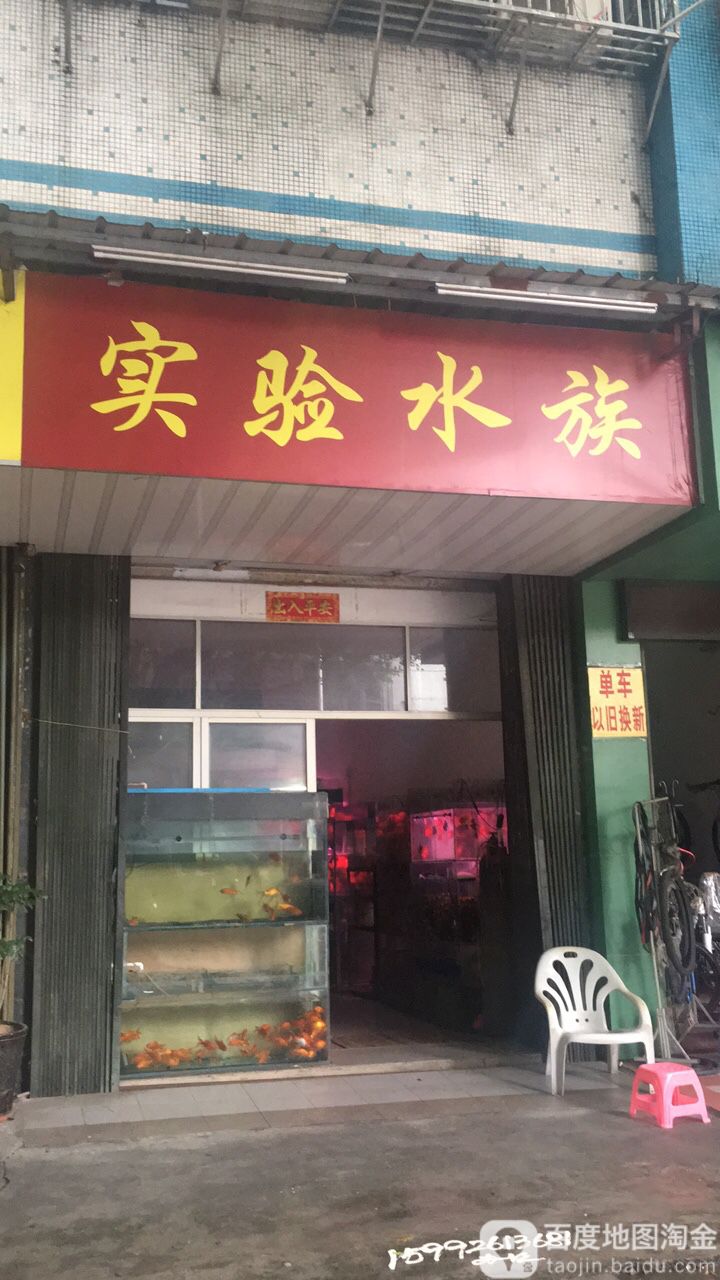 实验水族
出入平安
单车
以旧换新
百度地图淘金
taojin.baidu.com